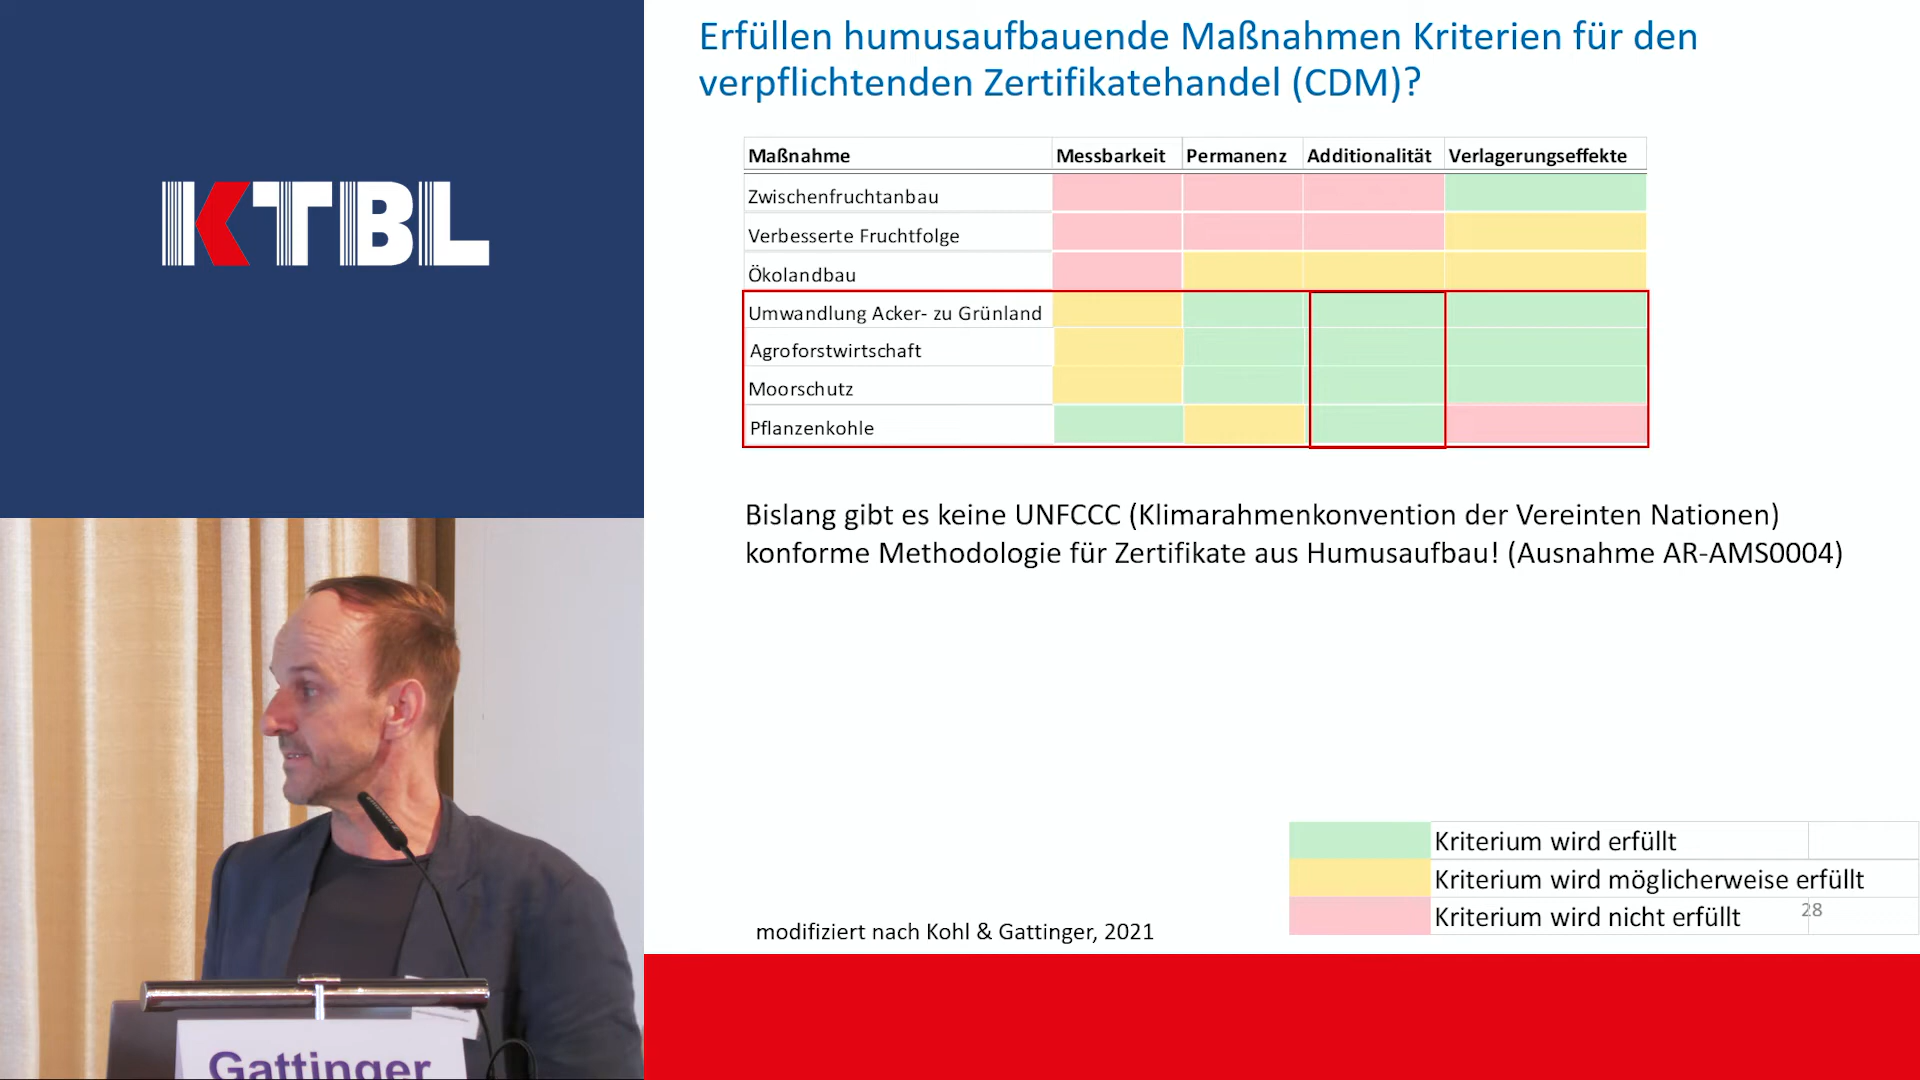 KTBL
Erfüllen humusaufbauende Maßnahmen Kriterien für den
verpflichtenden Zertifikatehandel (CDM)?
Maßnahme Messbarkeit Permanenz Additionalität Verlagerungseffekte
Zwischenfruchtanbau
Verbesserte Fruchtfolge
Ökolandbau
Umwandlung Acker- zu Grünland
Agroforstwirtschaft
Moorschutz
Pflanzenkohle
Bislang gibt es keine UNFCCC (Klimarahmenkonvention der Vereinten Nationen)
konforme Methodologie für Zertifikate aus Humusaufbau! (Ausnahme AR-AMS0004)
Kriterium wird erfüllt
Kriterium wird möglicherweise erfüllt
Kriterium wird nicht erfüllt
28
modifiziert nach Kohl & Gattinger, 2021
Gattinger